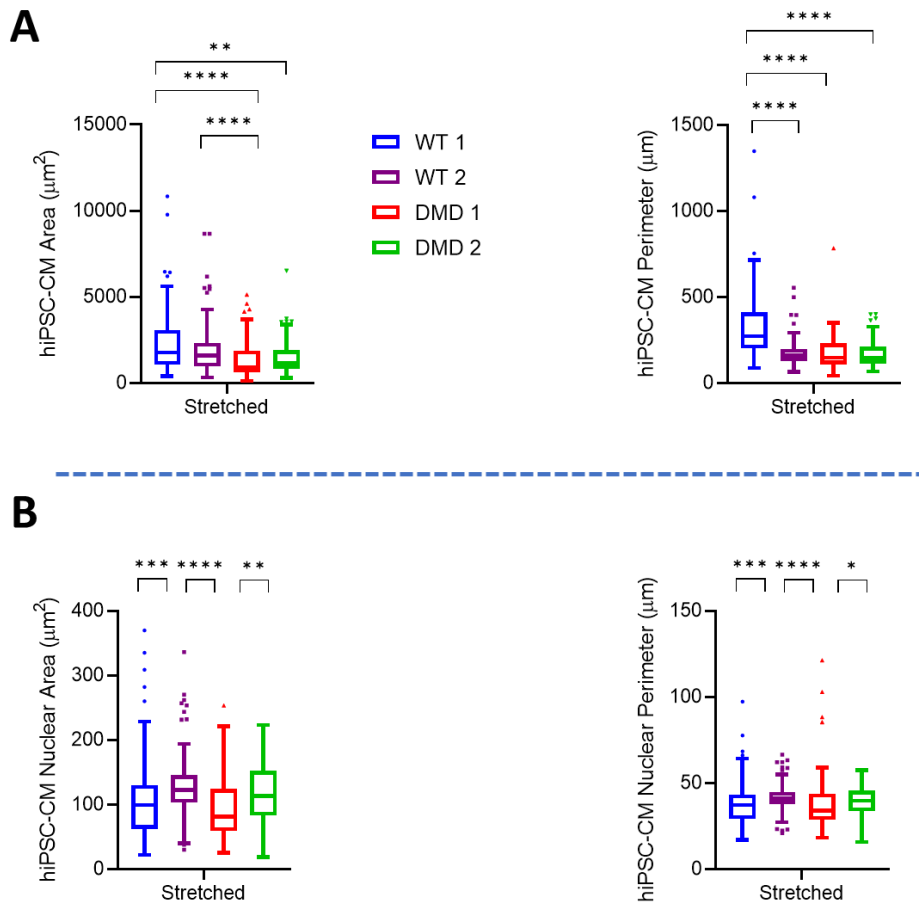 A
**
****
****
hiPSC-CM Area (μm²)
15000
10000
5000
0
Stretched
WT 1
WT 2
DMD 1
DMD 2
****
****
****
hiPSC-CM Perimeter (μm)
1500
1000
500
0
Stretched
B
*** **** **
hiPSC-CM Nuclear Area (μm²)
400
300
200
100
0
Stretched
*** **** *
hiPSC-CM Nuclear Perimeter (μm)
150
100
50
0
Stretched